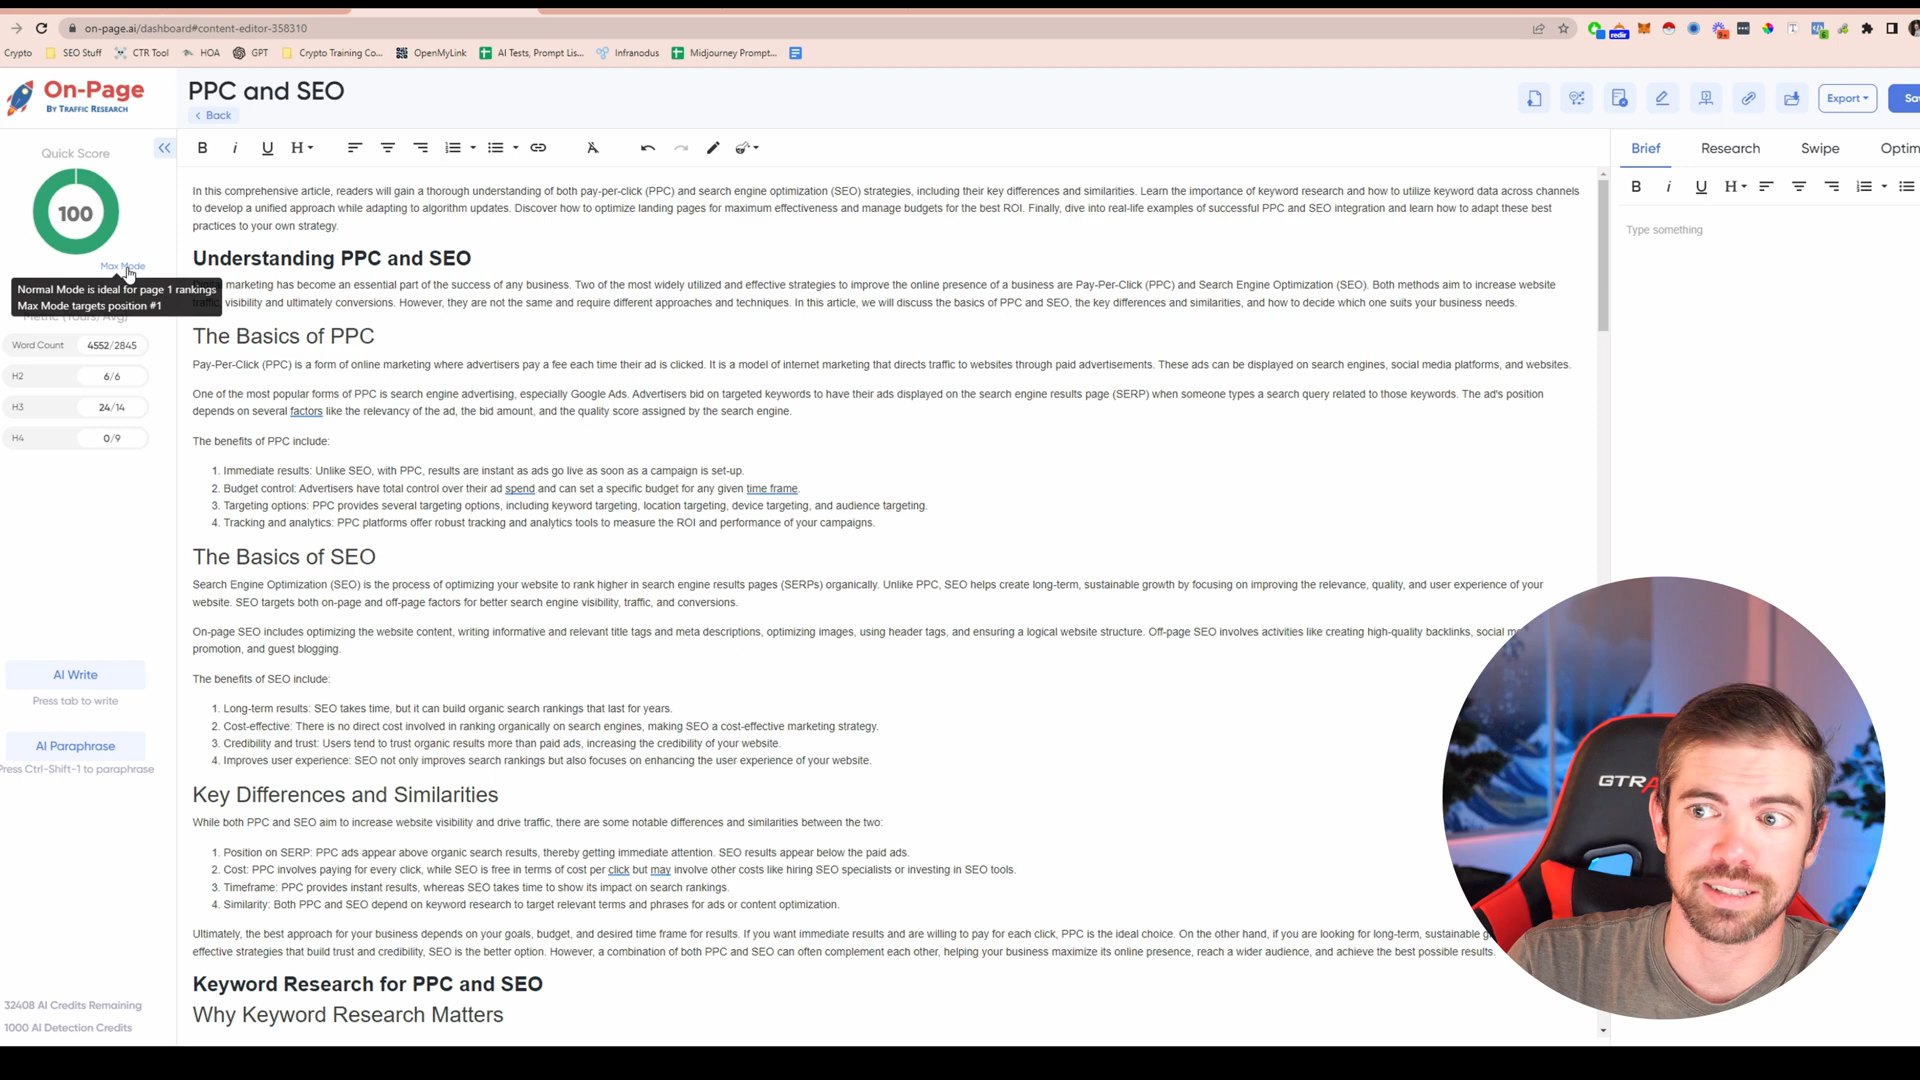 on-page.ai/dashboard#content-editor-358310
Crypto
SEO Stuff
CTR Tool
HOA
GPT
Crypto Training Co...
OpenMyLink
AI Tests, Prompt Lis...
Infranodus
Midjourney Prompt...
redir
9+
6
On-Page
BY TRAFFIC RESEARCH
PPC and SEO
Back
Export
Sav
Quick Score
100
Max Mode
Normal Mode is ideal for page 1 rankings
Max Mode targets position #1
Metric (Yours/Avg)
Word Count 4552/2845
H2 6/6
H3 24/14
H4 0/9
AI Write
Press tab to write
AI Paraphrase
Press Ctrl-Shift-1 to paraphrase
32408 AI Credits Remaining
1000 AI Detection Credits
B i U H
In this comprehensive article, readers will gain a thorough understanding of both pay-per-click (PPC) and search engine optimization (SEO) strategies, including their key differences and similarities. Learn the importance of keyword research and how to utilize keyword data across channels
to develop a unified approach while adapting to algorithm updates. Discover how to optimize landing pages for maximum effectiveness and manage budgets for the best ROI. Finally, dive into real-life examples of successful PPC and SEO integration and learn how to adapt these best
practices to your own strategy.
Understanding PPC and SEO
Digital marketing has become an essential part of the success of any business. Two of the most widely utilized and effective strategies to improve the online presence of a business are Pay-Per-Click (PPC) and Search Engine Optimization (SEO). Both methods aim to increase website
traffic, visibility and ultimately conversions. However, they are not the same and require different approaches and techniques. In this article, we will discuss the basics of PPC and SEO, the key differences and similarities, and how to decide which one suits your business needs.
The Basics of PPC
Pay-Per-Click (PPC) is a form of online marketing where advertisers pay a fee each time their ad is clicked. It is a model of internet marketing that directs traffic to websites through paid advertisements. These ads can be displayed on search engines, social media platforms, and websites.
One of the most popular forms of PPC is search engine advertising, especially Google Ads. Advertisers bid on targeted keywords to have their ads displayed on the search engine results page (SERP) when someone types a search query related to those keywords. The ad's position
depends on several factors like the relevancy of the ad, the bid amount, and the quality score assigned by the search engine.
The benefits of PPC include:
1. Immediate results: Unlike SEO, with PPC, results are instant as ads go live as soon as a campaign is set-up.
2. Budget control: Advertisers have total control over their ad spend and can set a specific budget for any given time frame.
3. Targeting options: PPC provides several targeting options, including keyword targeting, location targeting, device targeting, and audience targeting.
4. Tracking and analytics: PPC platforms offer robust tracking and analytics tools to measure the ROI and performance of your campaigns.
The Basics of SEO
Search Engine Optimization (SEO) is the process of optimizing your website to rank higher in search engine results pages (SERPs) organically. Unlike PPC, SEO helps create long-term, sustainable growth by focusing on improving the relevance, quality, and user experience of your
website. SEO targets both on-page and off-page factors for better search engine visibility, traffic, and conversions.
On-page SEO includes optimizing the website content, writing informative and relevant title tags and meta descriptions, optimizing images, using header tags, and ensuring a logical website structure. Off-page SEO involves activities like creating high-quality backlinks, social m
promotion, and guest blogging.
The benefits of SEO include:
1. Long-term results: SEO takes time, but it can build organic search rankings that last for years.
2. Cost-effective: There is no direct cost involved in ranking organically on search engines, making SEO a cost-effective marketing strategy.
3. Credibility and trust: Users tend to trust organic results more than paid ads, increasing the credibility of your website.
4. Improves user experience: SEO not only improves search rankings but also focuses on enhancing the user experience of your website.
Key Differences and Similarities
While both PPC and SEO aim to increase website visibility and drive traffic, there are some notable differences and similarities between the two:
1. Position on SERP: PPC ads appear above organic search results, thereby getting immediate attention. SEO results appear below the paid ads.
2. Cost: PPC involves paying for every click, while SEO is free in terms of cost per click but may involve other costs like hiring SEO specialists or investing in SEO tools.
3. Timeframe: PPC provides instant results, whereas SEO takes time to show its impact on search rankings.
4. Similarity: Both PPC and SEO depend on keyword research to target relevant terms and phrases for ads or content optimization.
Ultimately, the best approach for your business depends on your goals, budget, and desired time frame for results. If you want immediate results and are willing to pay for each click, PPC is the ideal choice. On the other hand, if you are looking for long-term, sustainable g
effective strategies that build trust and credibility, SEO is the better option. However, a combination of both PPC and SEO can often complement each other, helping your business maximize its online presence, reach a wider audience, and achieve the best possible results.
Keyword Research for PPC and SEO
Why Keyword Research Matters
Brief
Research
Swipe
Optim
B i U H
Type something
GTRA